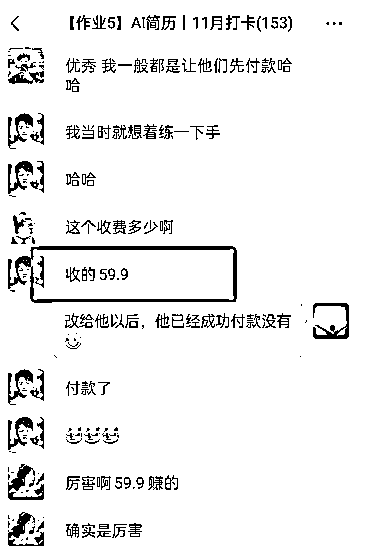 【作业5】AI简历丨11月打卡(153)
优秀 我一般都是让他们先付款哈
哈
我当时就想着练一下手
哈哈
这个收费多少啊
收的 59.9
改给他以后，他已经成功付款没有
付款了
厉害啊 59.9 赚的
确实是厉害